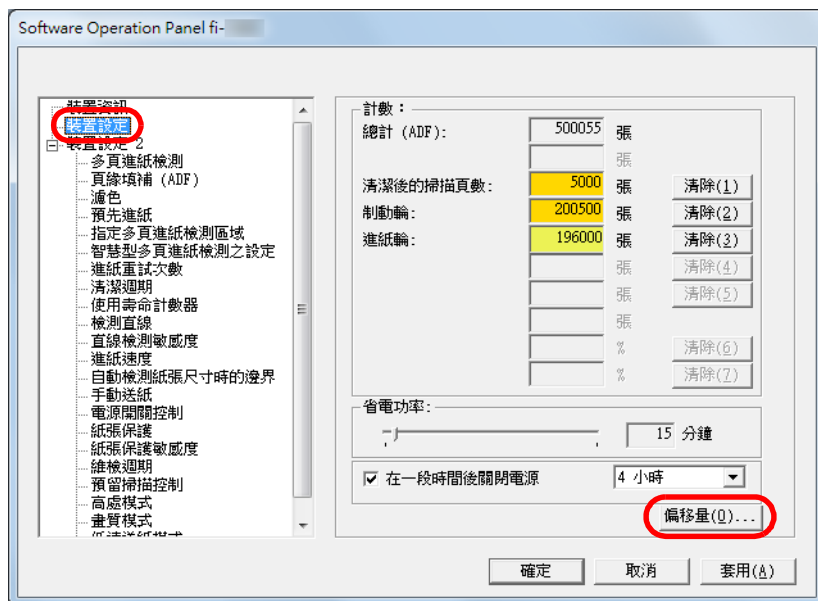 Software Operation Panel fi-
裝置資訊
裝置設定
裝置設定 2
多頁進紙檢測
頁緣填補 (ADF)
濾色
預先進紙
指定多頁進紙檢測區域
智慧型多頁進紙檢測之設定
進紙重試次數
清潔週期
使用壽命計數器
檢測直線
直線檢測敏感度
進紙速度
自動檢測紙張尺寸時的邊界
手動送紙
電源開關控制
紙張保護
紙張保護敏感度
維檢週期
預留掃描控制
高處模式
畫質模式
低速送紙模式
計數：
總計 (ADF): 500055 張
張
清潔後的掃描頁數: 5000 張 清除(1)
制動輪: 200500 張 清除(2)
進紙輪: 196000 張 清除(3)
張 清除(4)
張 清除(5)
張
% 清除(6)
% 清除(7)
省電功率:
15 分鐘
在一段時間後關閉電源 4 小時
偏移量(O)...
確定 取消 套用(A)